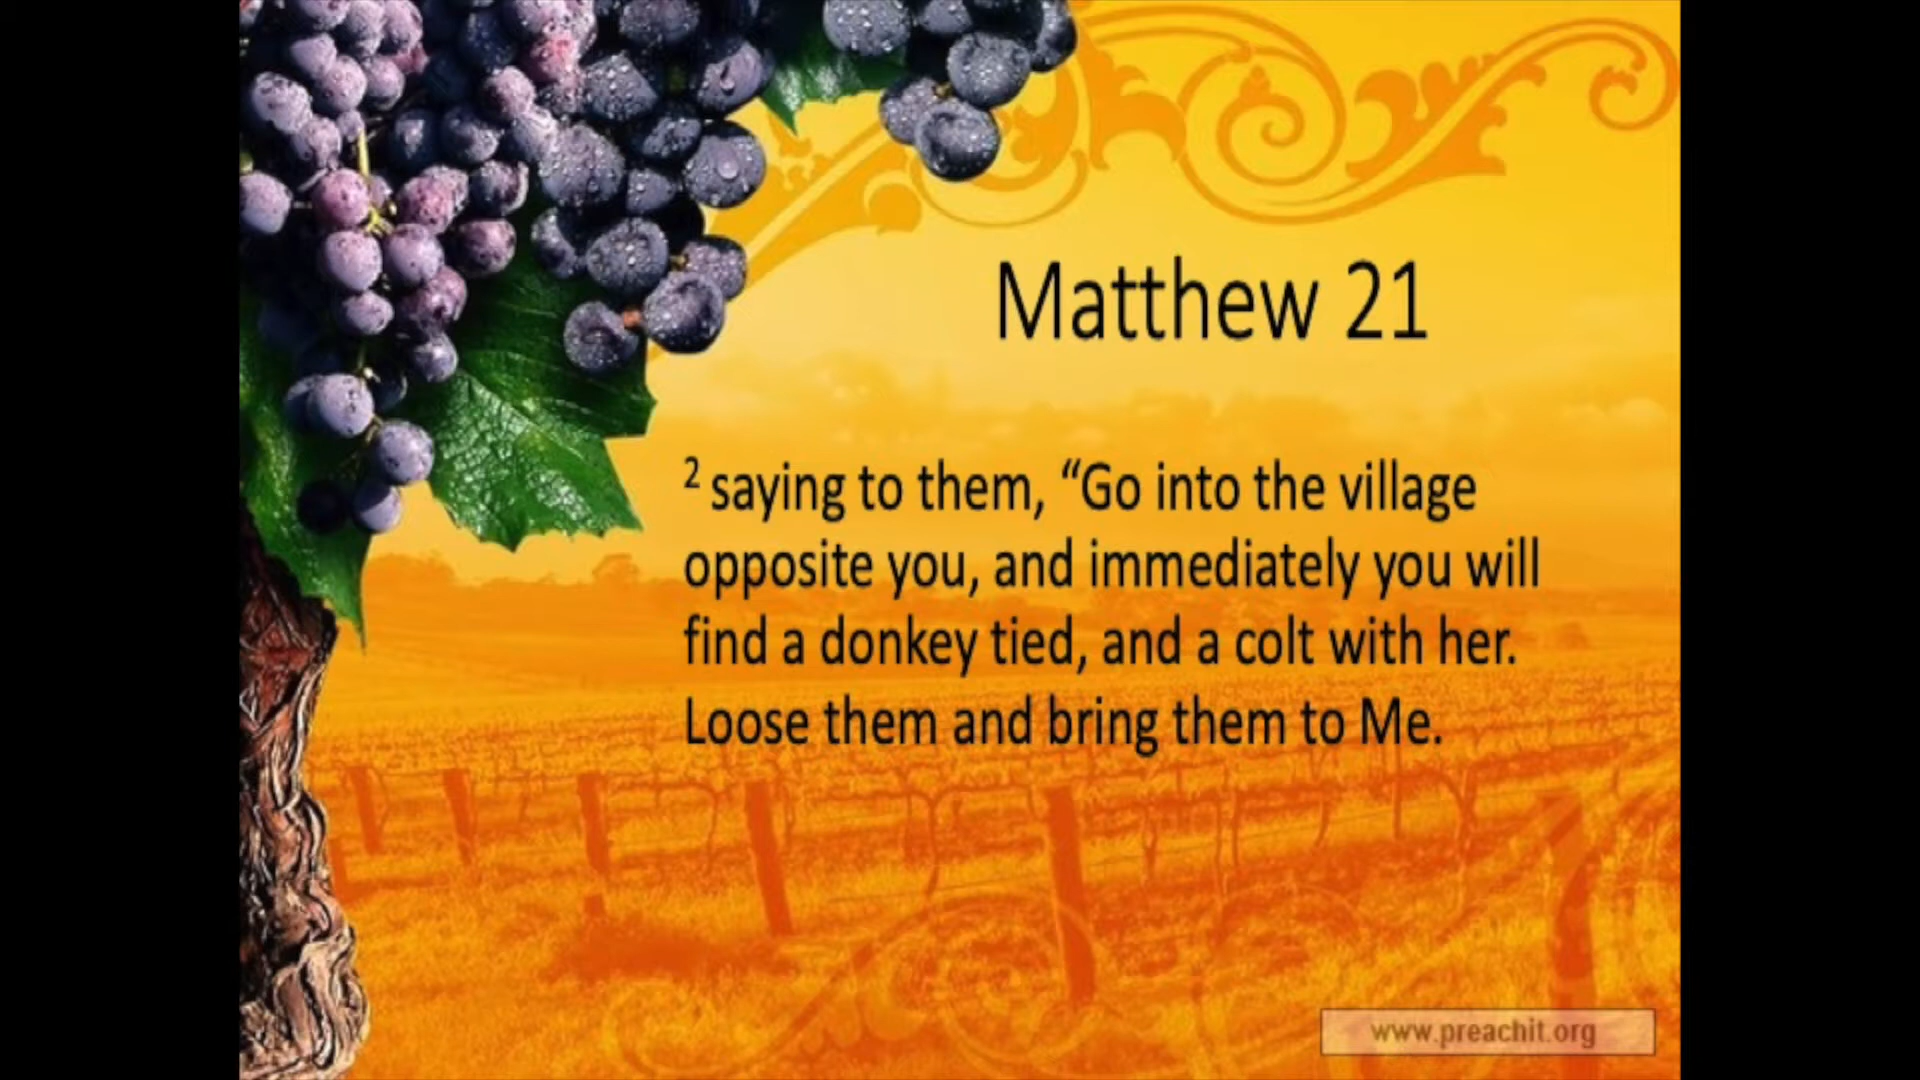 Matthew 21
2 saying to them, “Go into the village
opposite you, and immediately you will
find a donkey tied, and a colt with her.
Loose them and bring them to Me.
www.preachit.org